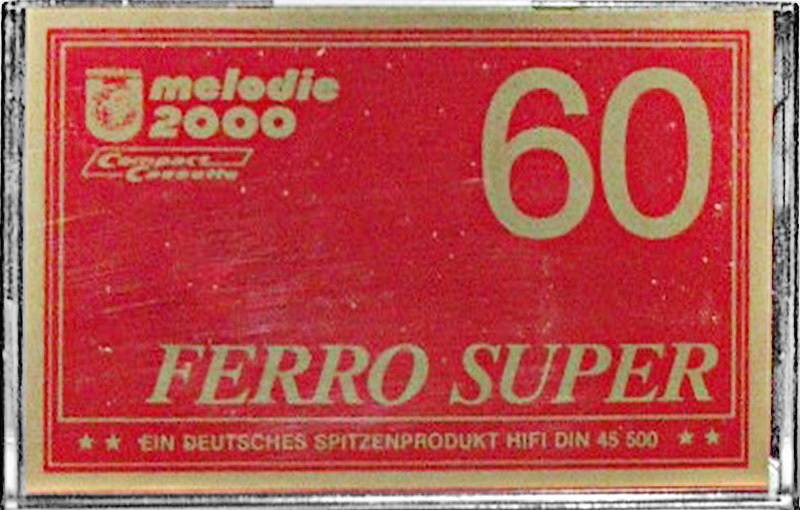 melodie
2000
Compact
Cassette
60
FERRO SUPER
★ ★ EIN DEUTSCHES SPITZENPRODUKT HIFI DIN 45 500 ★ ★